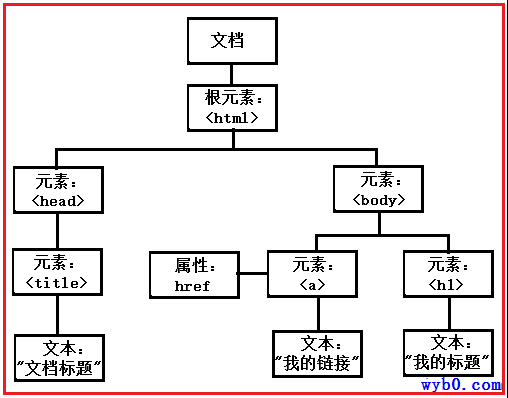 文档
根元素：
<html>
元素：
<head>
元素：
<body>
元素：
<title>
属性：
href
元素：
<a>
元素：
<h1>
文本：
"文档标题"
文本：
"我的链接"
文本：
"我的标题"
wyb0.com